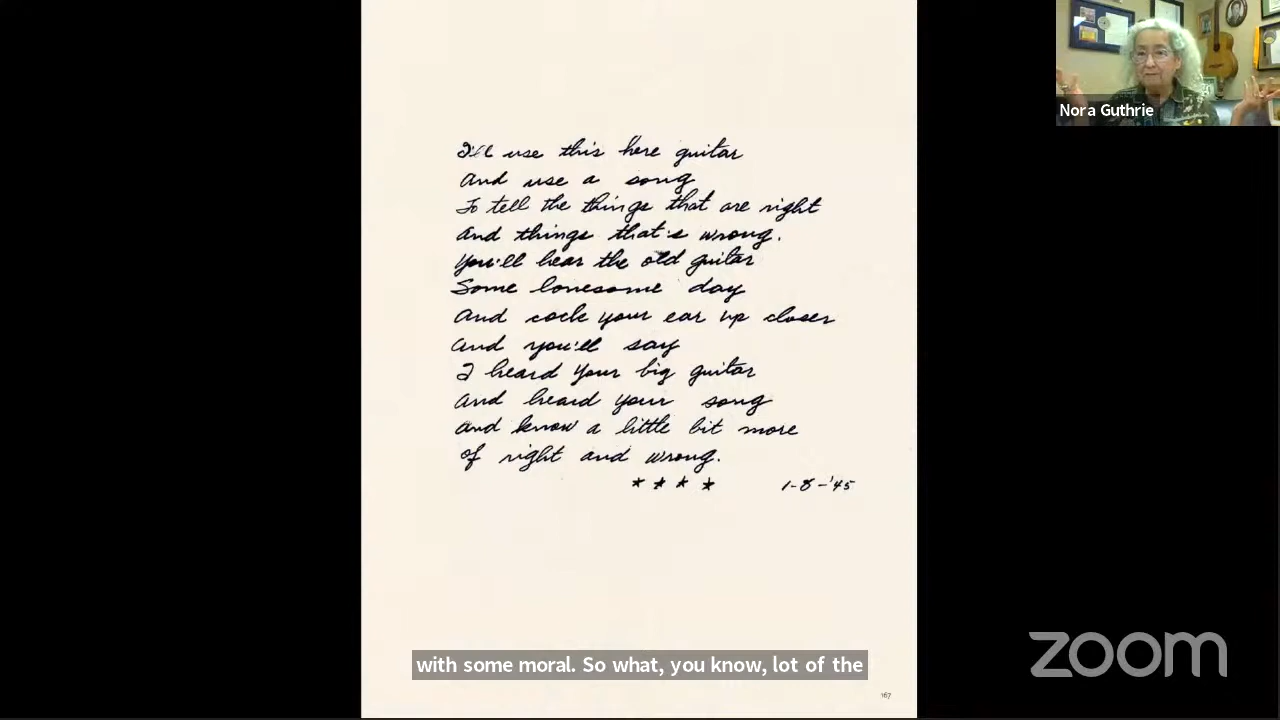 Nora Guthrie
I'll use this here guitar
And use a song
To tell the things that are right
And things that's wrong.
You'll hear the old guitar
Some lonesome day
And cock your ear up closer
And you'll say
I heard your big guitar
And heard your song
And know a little bit more
of right and wrong.
* * * * 1-8-'45
with some moral. So what, you know, lot of the
zoom
167